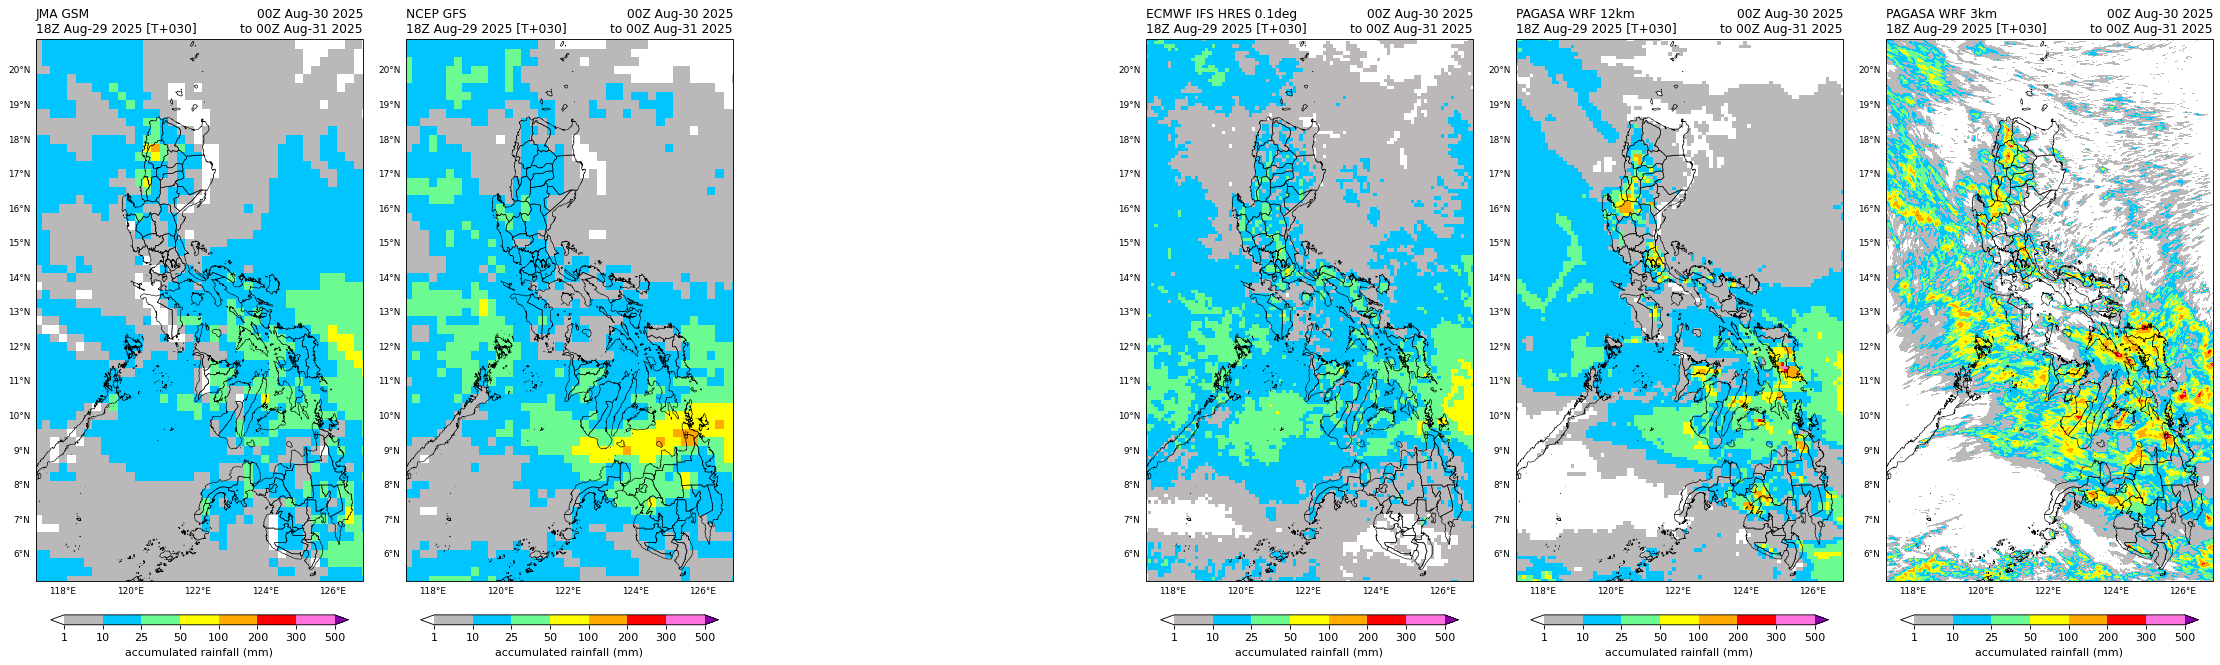 JMA GSM 00Z Aug-30 2025
18Z Aug-29 2025 [T+030] to 00Z Aug-31 2025
20°N
19°N
18°N
17°N
16°N
15°N
14°N
13°N
12°N
11°N
10°N
9°N
8°N
7°N
6°N
118°E 120°E 122°E 124°E 126°E
1 10 25 50 100 200 300 500
accumulated rainfall (mm)
NCEP GFS 00Z Aug-30 2025
18Z Aug-29 2025 [T+030] to 00Z Aug-31 2025
20°N
19°N
18°N
17°N
16°N
15°N
14°N
13°N
12°N
11°N
10°N
9°N
8°N
7°N
6°N
118°E 120°E 122°E 124°E 126°E
1 10 25 50 100 200 300 500
accumulated rainfall (mm)
ECMWF IFS HRES 0.1deg 00Z Aug-30 2025
18Z Aug-29 2025 [T+030] to 00Z Aug-31 2025
20°N
19°N
18°N
17°N
16°N
15°N
14°N
13°N
12°N
11°N
10°N
9°N
8°N
7°N
6°N
118°E 120°E 122°E 124°E 126°E
1 10 25 50 100 200 300 500
accumulated rainfall (mm)
PAGASA WRF 12km 00Z Aug-30 2025
18Z Aug-29 2025 [T+030] to 00Z Aug-31 2025
20°N
19°N
18°N
17°N
16°N
15°N
14°N
13°N
12°N
11°N
10°N
9°N
8°N
7°N
6°N
118°E 120°E 122°E 124°E 126°E
1 10 25 50 100 200 300 500
accumulated rainfall (mm)
PAGASA WRF 3km 00Z Aug-30 2025
18Z Aug-29 2025 [T+030] to 00Z Aug-31 2025
20°N
19°N
18°N
17°N
16°N
15°N
14°N
13°N
12°N
11°N
10°N
9°N
8°N
7°N
6°N
118°E 120°E 122°E 124°E 126°E
1 10 25 50 100 200 300 500
accumulated rainfall (mm)